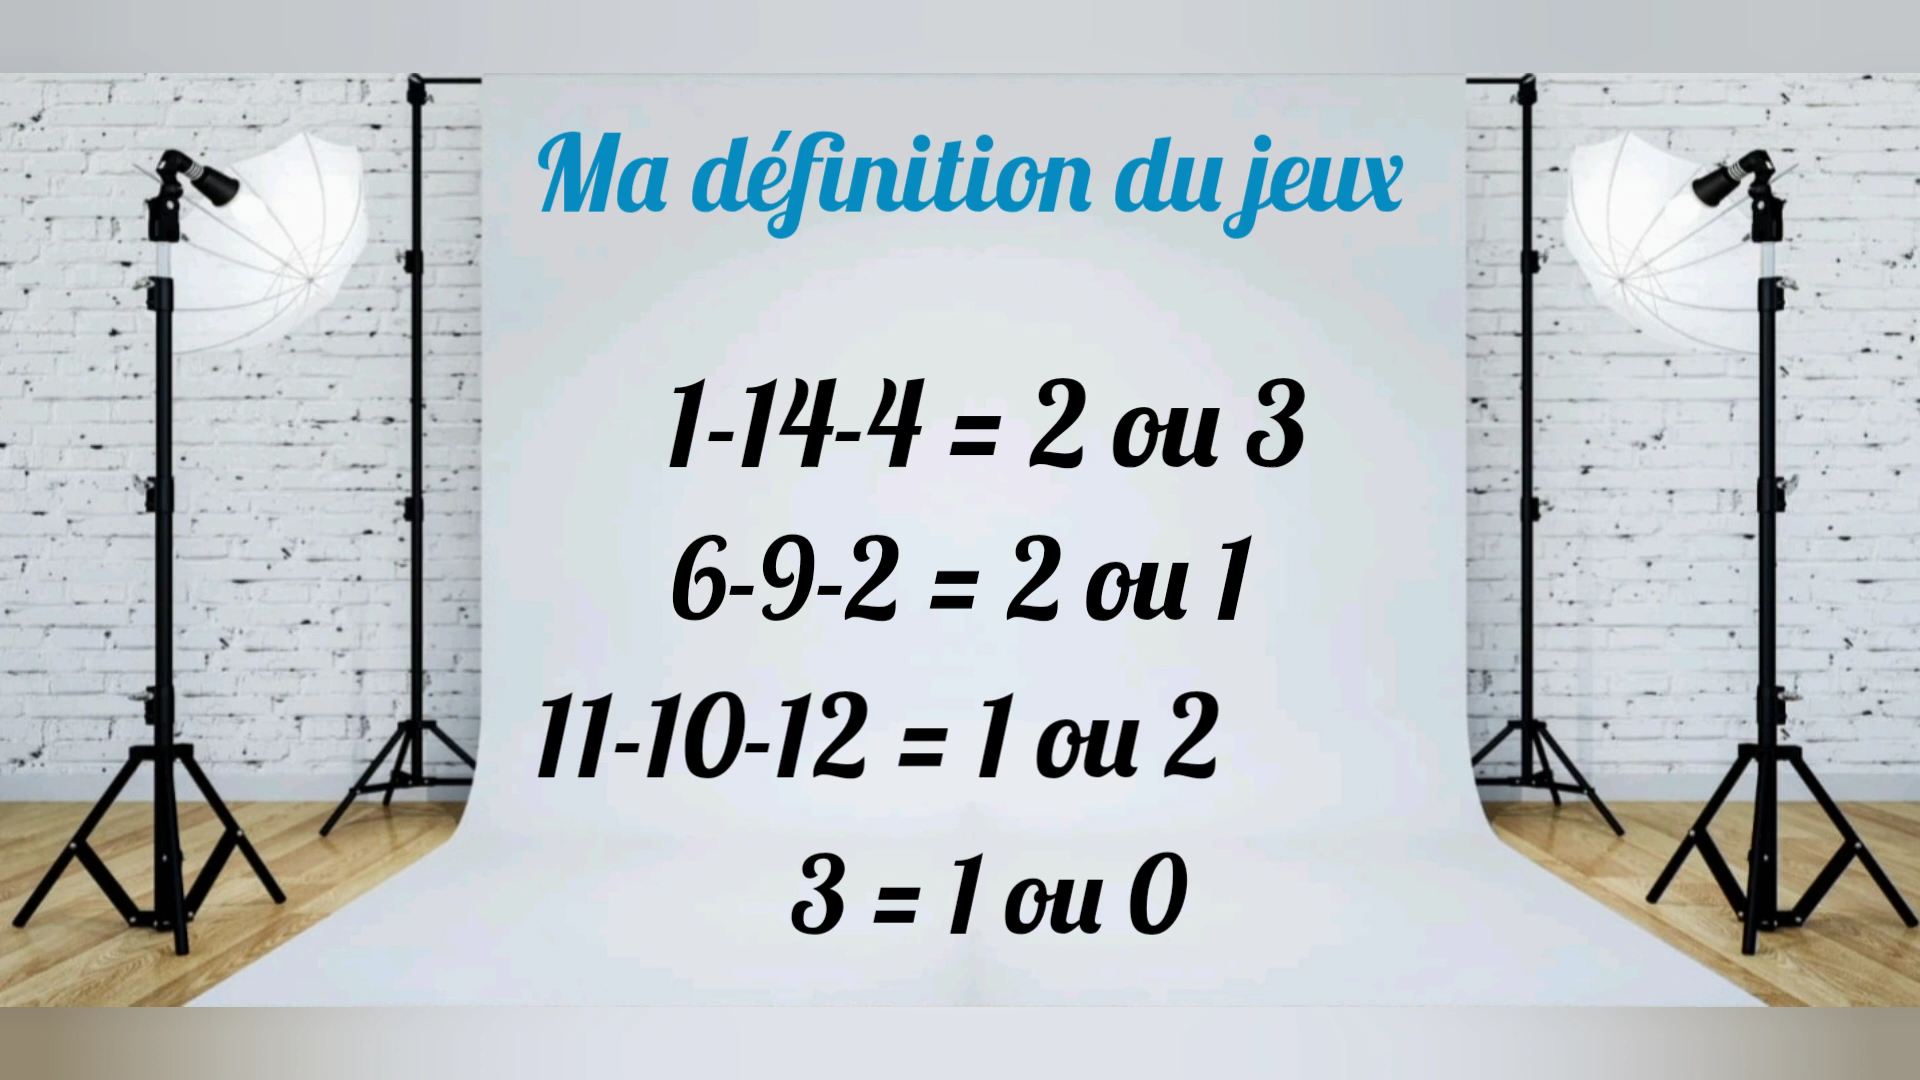 Ma définition du jeux
1-14-4 = 2 ou 3
6-9-2 = 2 ou 1
11-10-12 = 1 ou 2
3 = 1 ou 0